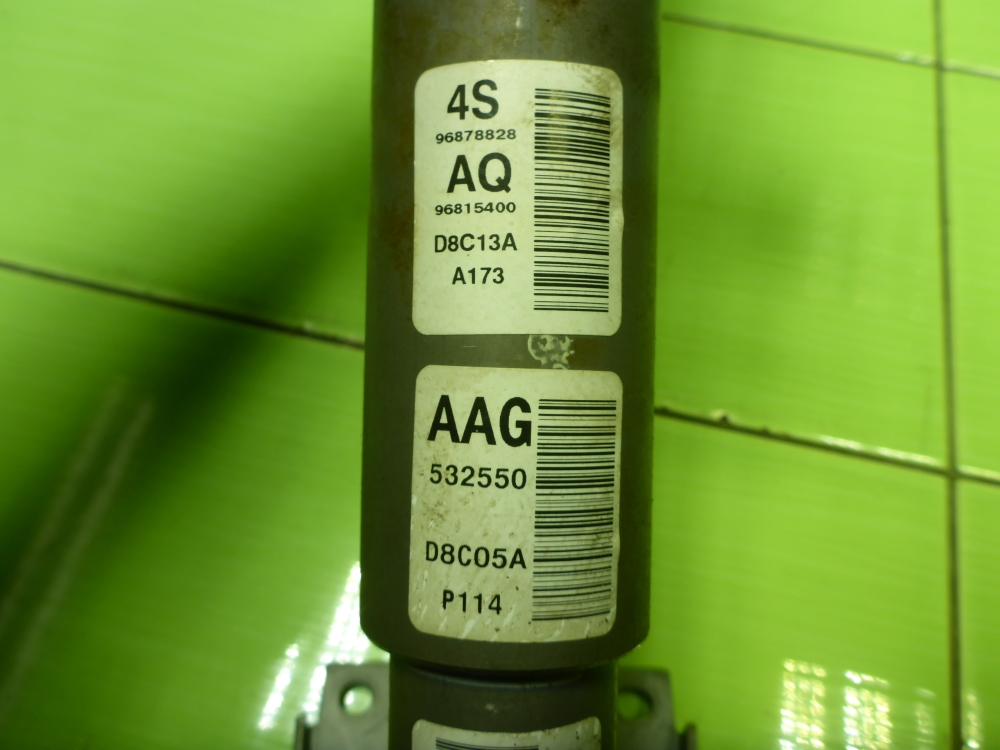 4S
96878828
AQ
96815400
D8C13A
A173
AAG
532550
D8C05A
P114